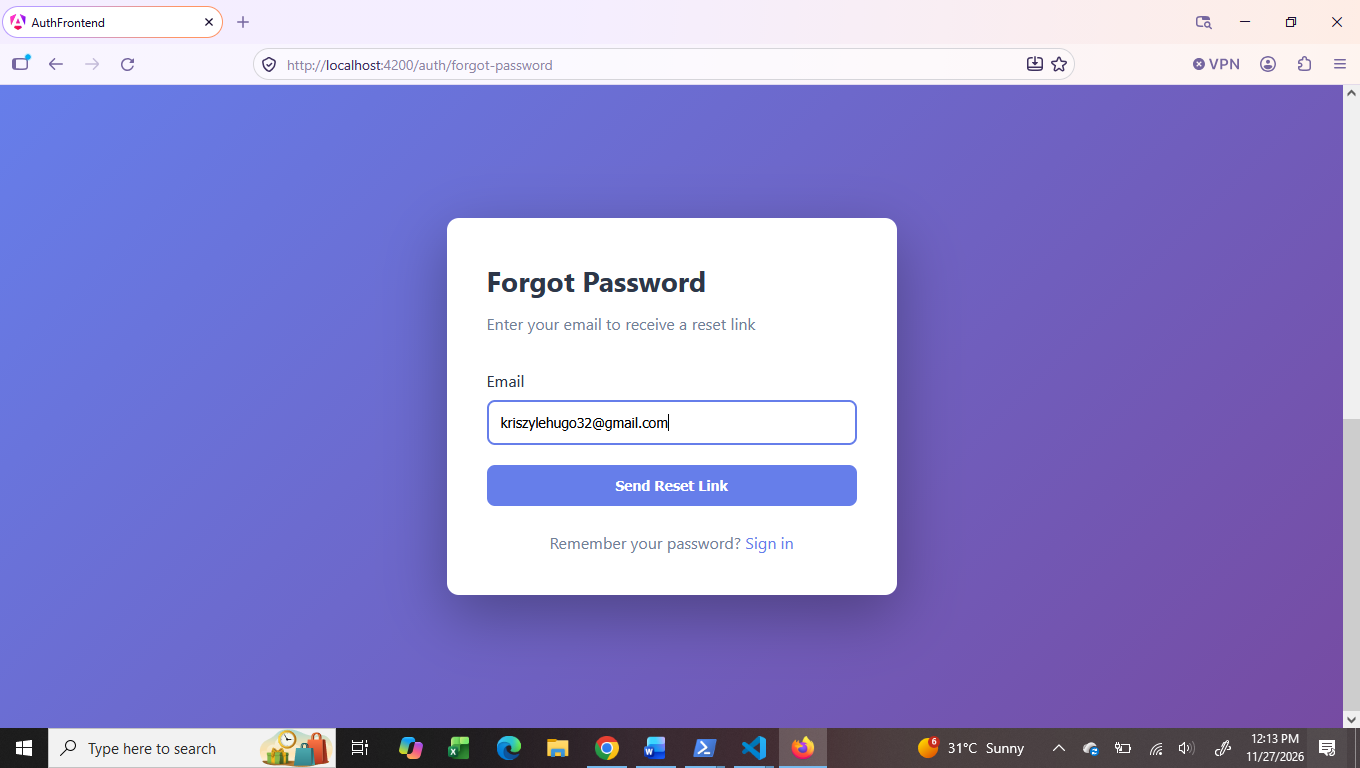 AuthFrontend
http://localhost:4200/auth/forgot-password
VPN
Forgot Password
Enter your email to receive a reset link
Email
kriszylehugo32@gmail.com
Send Reset Link
Remember your password? Sign in
Type here to search
6
31°C Sunny
12:13 PM
11/27/2026